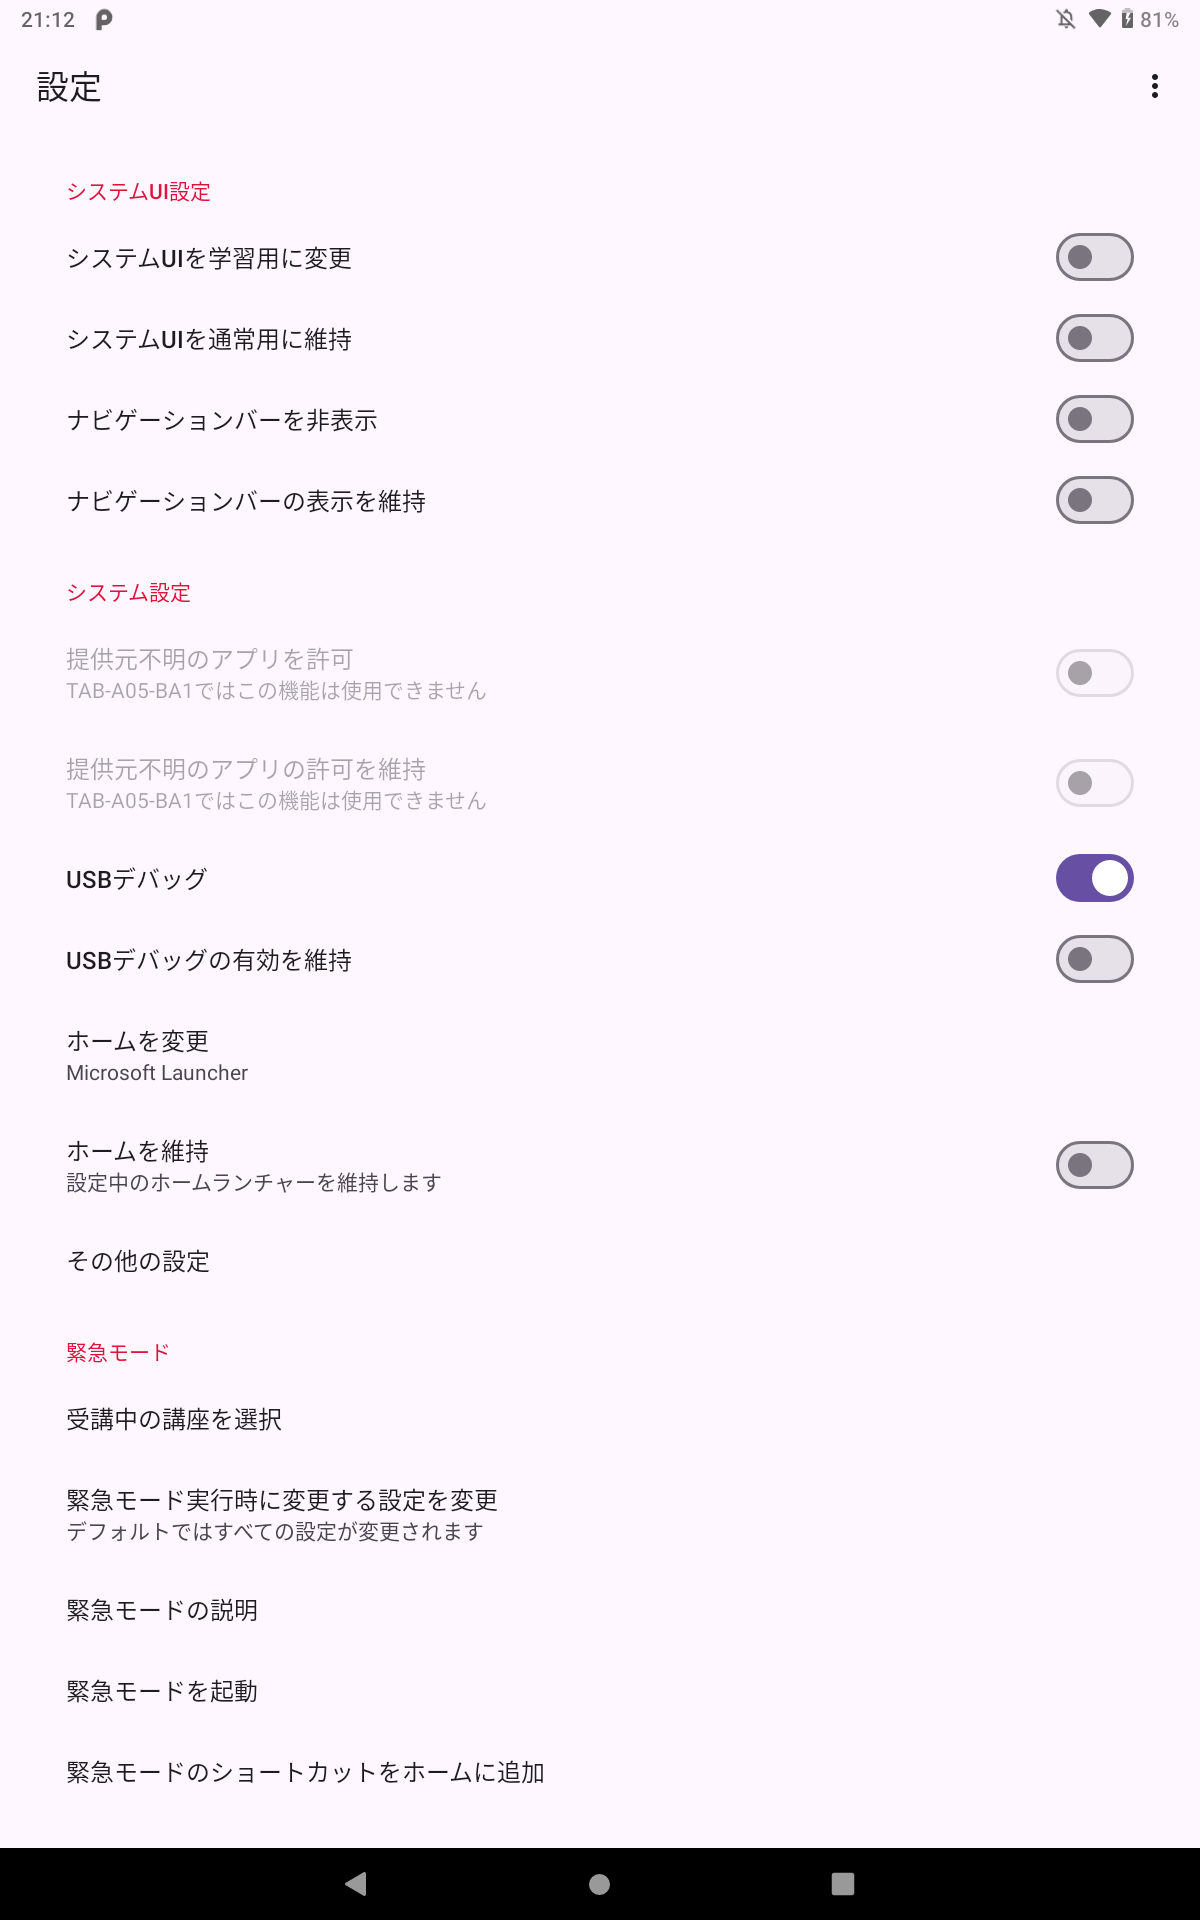 21:12
81%
設定
システムUI設定
システムUIを学習用に変更
システムUIを通常用に維持
ナビゲーションバーを非表示
ナビゲーションバーの表示を維持
システム設定
提供元不明のアプリを許可
TAB-A05-BA1ではこの機能は使用できません
提供元不明のアプリの許可を維持
TAB-A05-BA1ではこの機能は使用できません
USBデバッグ
USBデバッグの有効を維持
ホームを変更
Microsoft Launcher
ホームを維持
設定中のホームランチャーを維持します
その他の設定
緊急モード
受講中の講座を選択
緊急モード実行時に変更する設定を変更
デフォルトではすべての設定が変更されます
緊急モードの説明
緊急モードを起動
緊急モードのショートカットをホームに追加